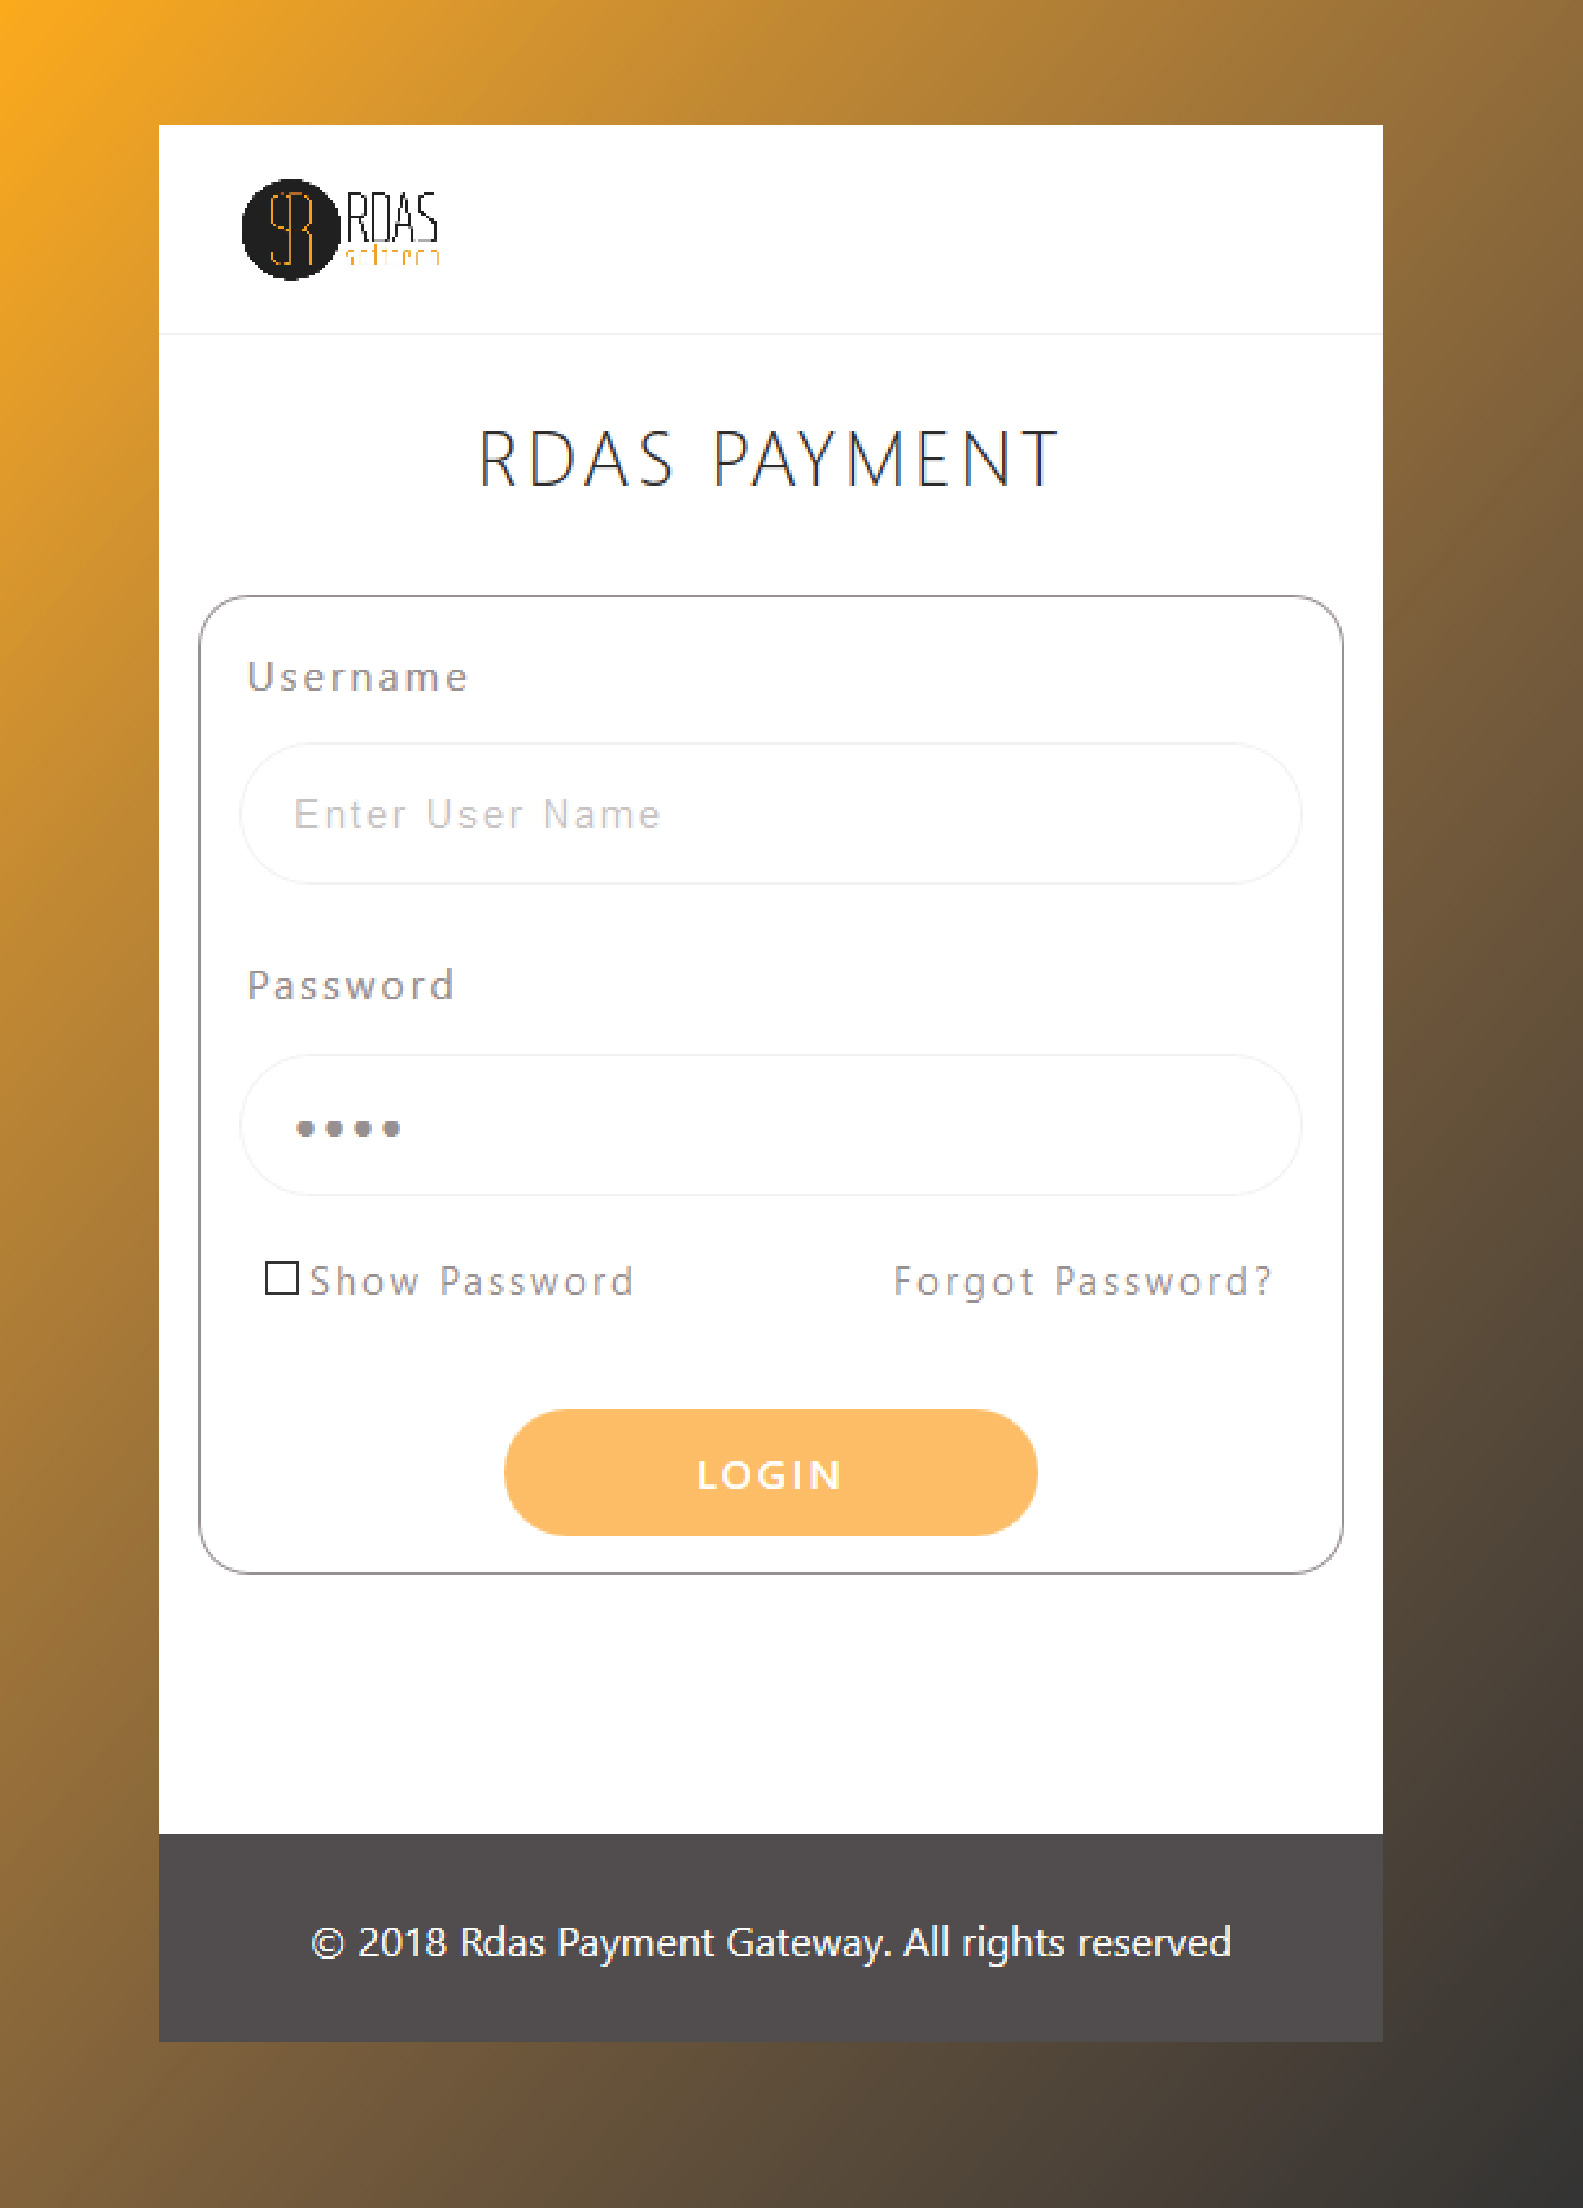 SR RDAS
RDAS PAYMENT
Username
Enter User Name
Password
••••
Show Password Forgot Password?
LOGIN
© 2018 Rdas Payment Gateway. All rights reserved